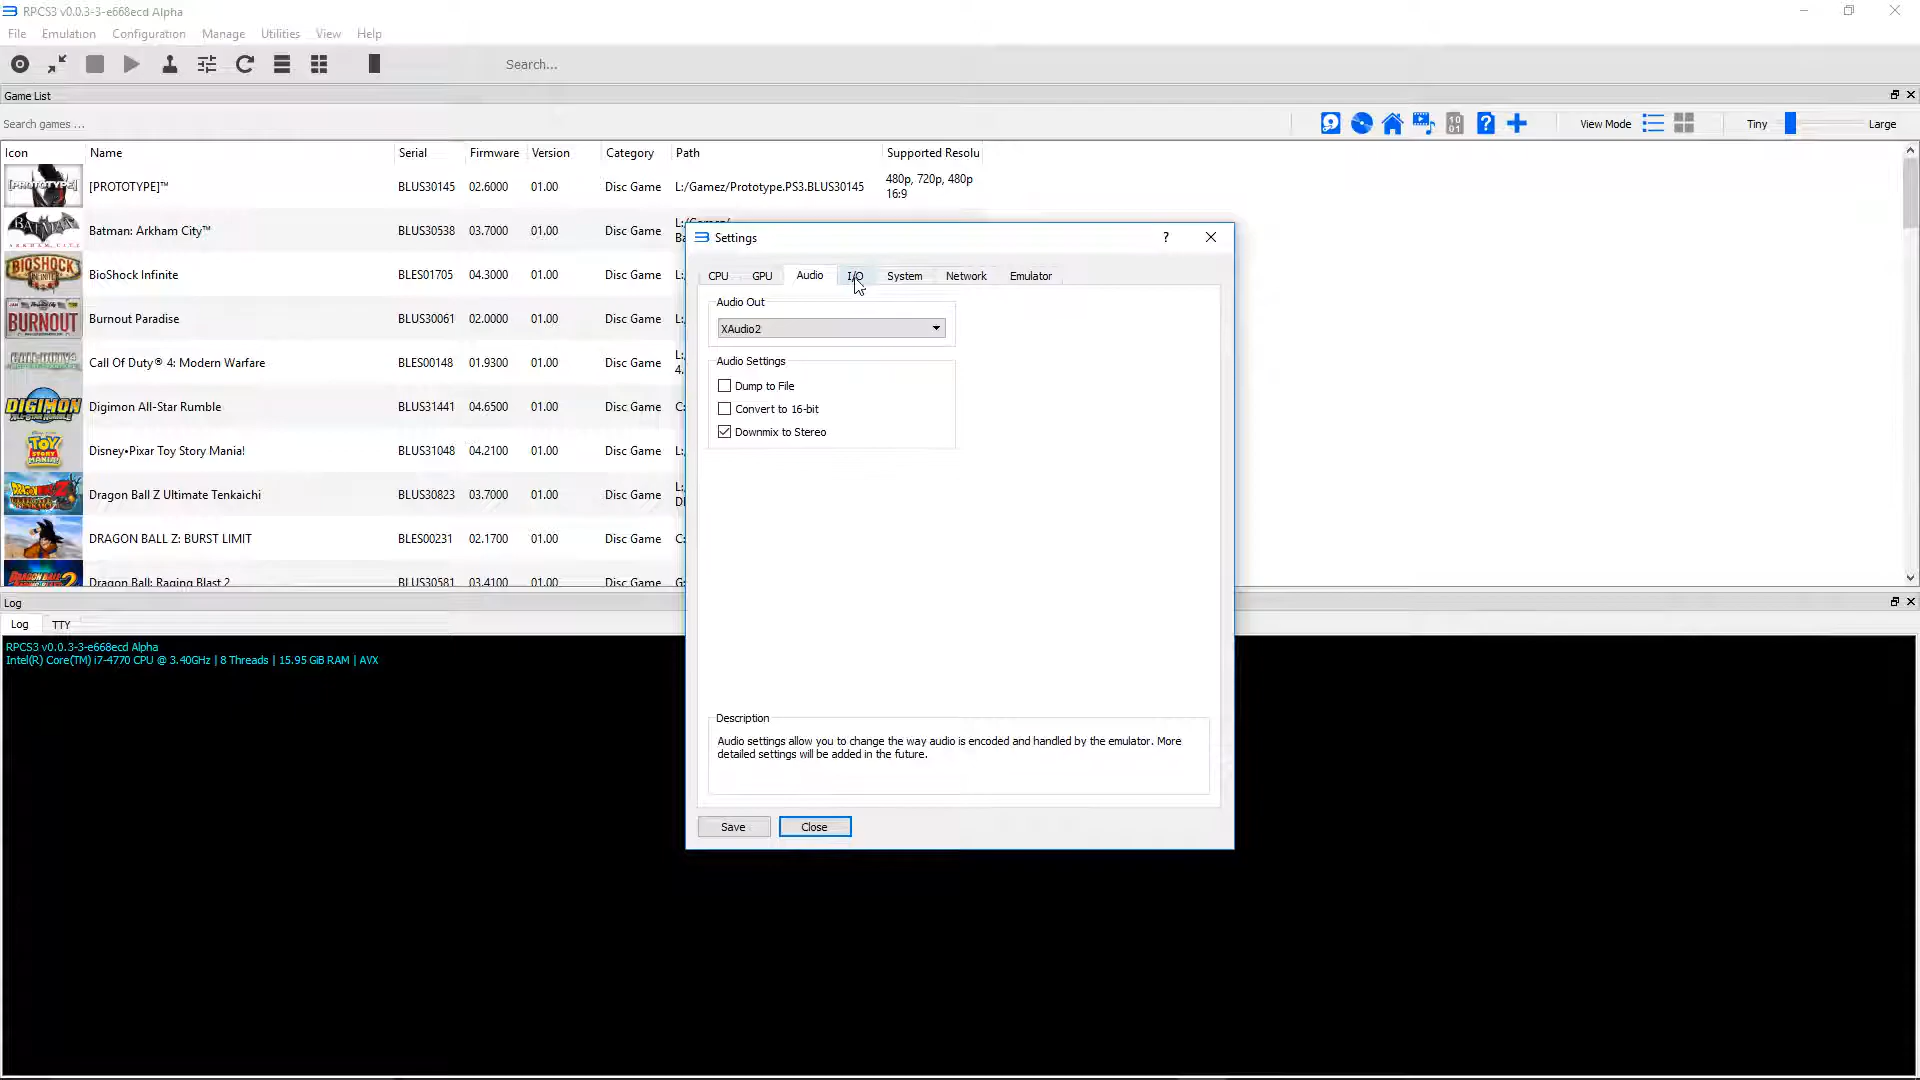 RPCS3 v0.0.3-3-e668ecd Alpha
File Emulation Configuration Manage Utilities View Help
Search...
Game List
Search games ...
View Mode Tiny Large
Icon Name Serial Firmware Version Category Path Supported Resolu
[PROTOTYPE]™ BLUS30145 02.6000 01.00 Disc Game L:/Gamez/Prototype.PS3.BLUS30145 480p, 720p, 480p
16:9
Batman: Arkham City™ BLUS30538 03.7000 01.00 Disc Game
BioShock Infinite BLES01705 04.3000 01.00 Disc Game L:
Burnout Paradise BLUS30061 02.0000 01.00 Disc Game L:
Call Of Duty® 4: Modern Warfare BLES00148 01.9300 01.00 Disc Game L:
4.
Digimon All-Star Rumble BLUS31441 04.6500 01.00 Disc Game C:
Disney•Pixar Toy Story Mania! BLUS31048 04.2100 01.00 Disc Game L:
Dragon Ball Z Ultimate Tenkaichi BLUS30823 03.7000 01.00 Disc Game L:
DRAGON BALL Z: BURST LIMIT BLES00231 02.1700 01.00 Disc Game C:
Dragon Ball: Raging Blast 2 BLUS30581 03.4100 01.00 Disc Game G:
BATMAN
ARKHAM CITY
BIOSHOCK
INFINITE
BURNOUT
DIGIMON
TOY
STORY
MANIA!
Settings
CPU GPU Audio I/O System Network Emulator
Audio Out
XAudio2
Audio Settings
Dump to File
Convert to 16-bit
Downmix to Stereo
Description
Audio settings allow you to change the way audio is encoded and handled by the emulator. More
detailed settings will be added in the future.
Save Close
Log
Log TTY
RPCS3 v0.0.3-3-e668ecd Alpha
Intel(R) Core(TM) i7-4770 CPU @ 3.40GHz | 8 Threads | 15.95 GiB RAM | AVX